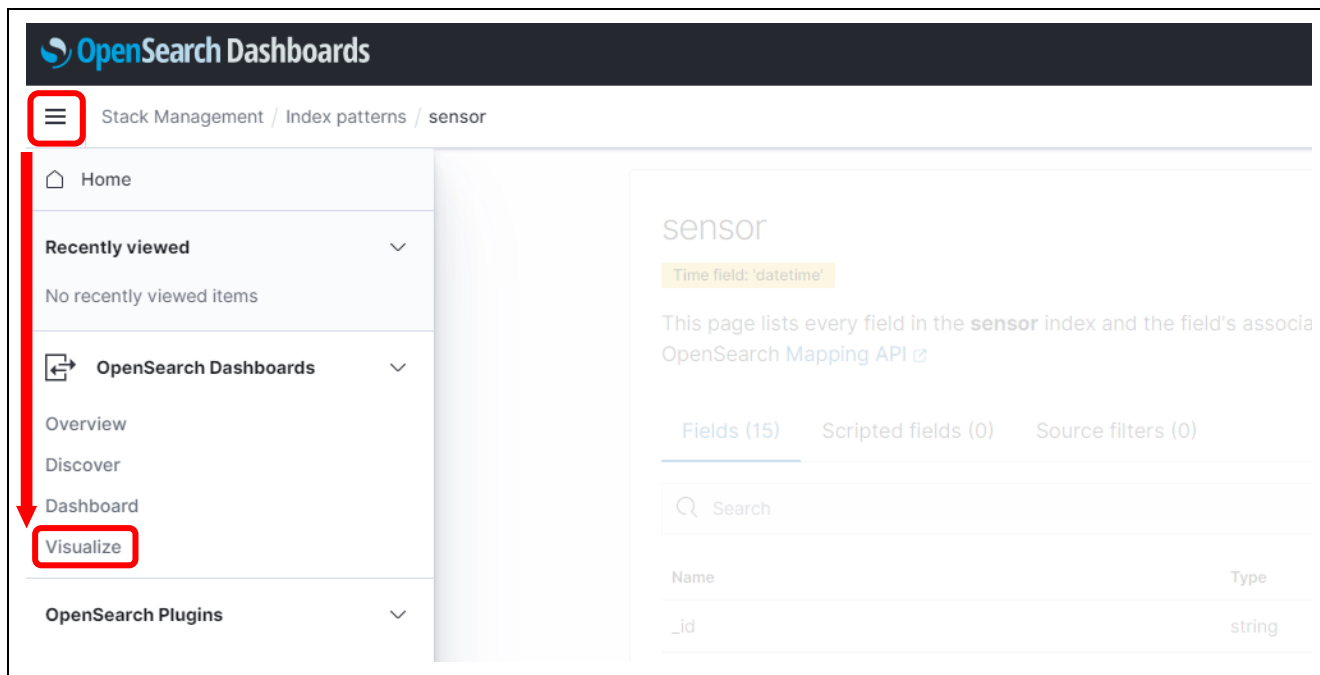 OpenSearch Dashboards
Stack Management / Index patterns / sensor
Home
Recently viewed
No recently viewed items
OpenSearch Dashboards
Overview
Discover
Dashboard
Visualize
OpenSearch Plugins
sensor
Time field: 'datetime'
This page lists every field in the sensor index and the field's associa
OpenSearch Mapping API
Fields (15) Scripted fields (0) Source filters (0)
Search
Name Type
_id string